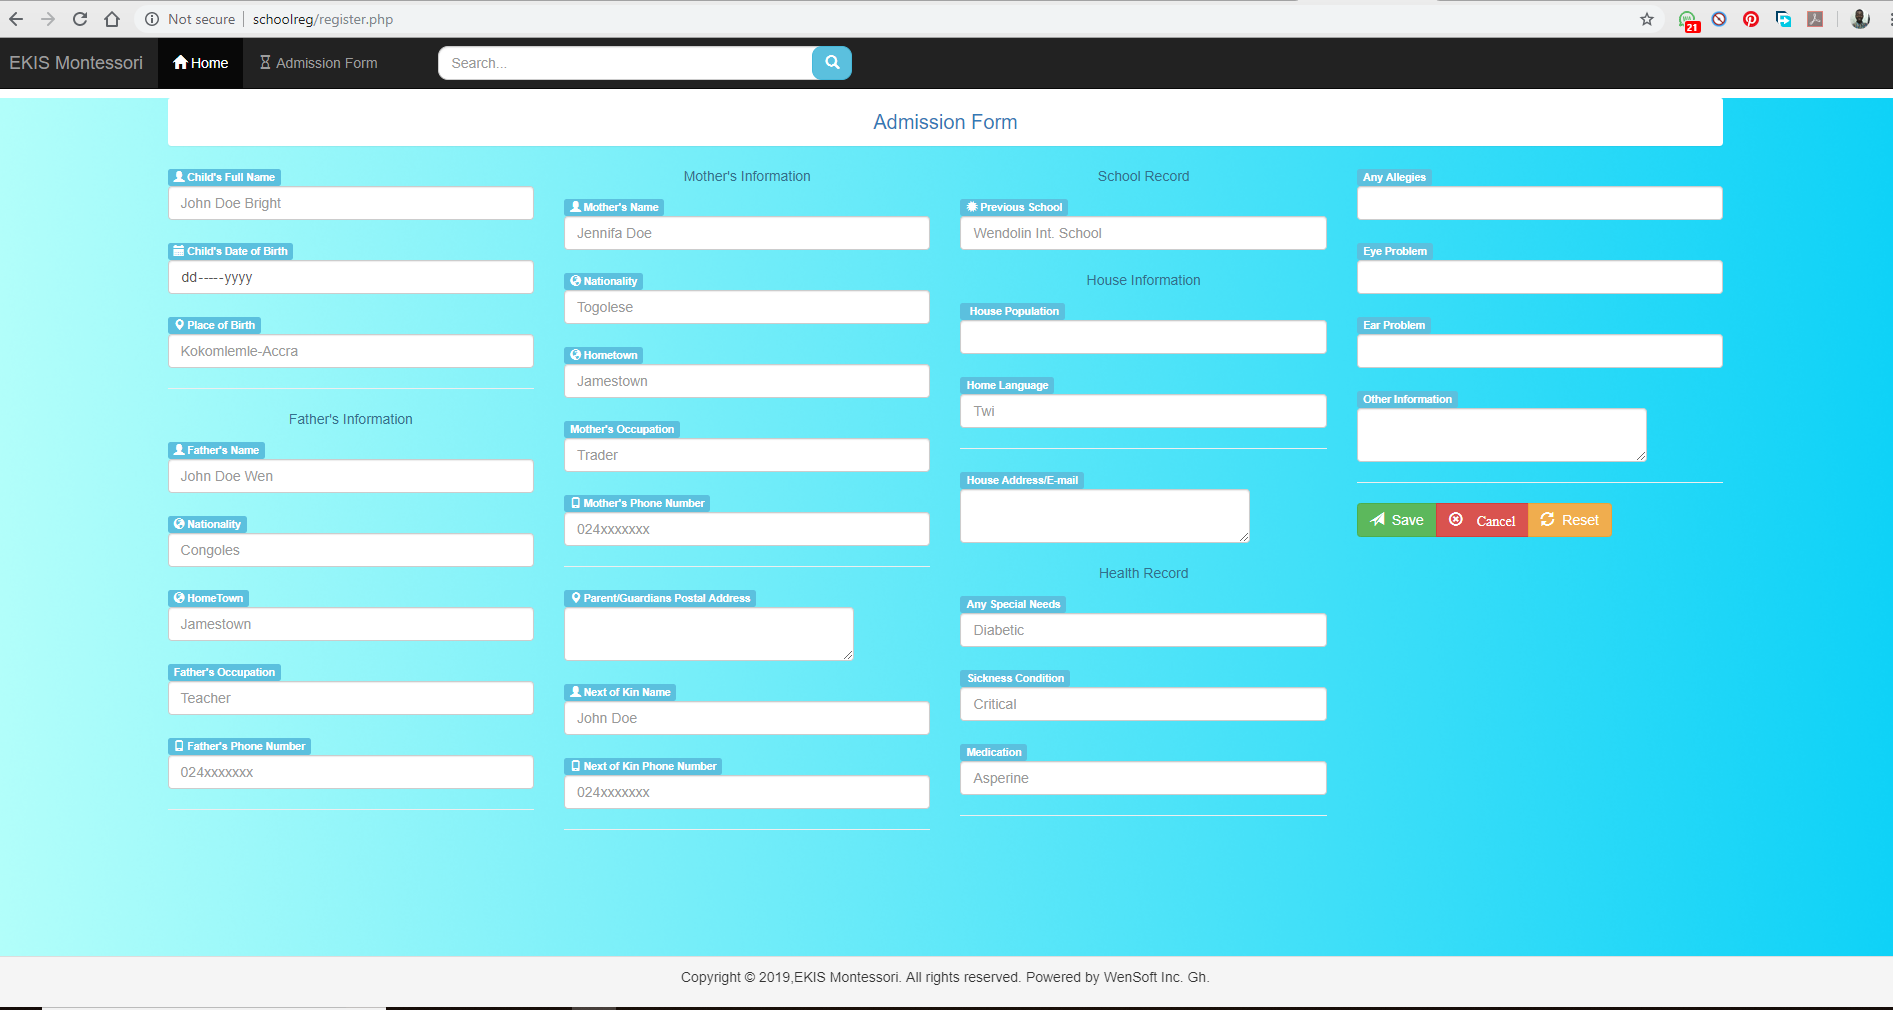 Not secure
schoolreg/register.php
21
EKIS Montessori
Home
Admission Form
Search...
Admission Form
Child's Full Name
John Doe Bright
Child's Date of Birth
dd-----yyyy
Place of Birth
Kokomlemle-Accra
Father's Information
Father's Name
John Doe Wen
Nationality
Congoles
HomeTown
Jamestown
Father's Occupation
Teacher
Father's Phone Number
024xxxxxxx
Mother's Information
Mother's Name
Jennifa Doe
Nationality
Togolese
Hometown
Jamestown
Mother's Occupation
Trader
Mother's Phone Number
024xxxxxxx
Parent/Guardians Postal Address
Next of Kin Name
John Doe
Next of Kin Phone Number
024xxxxxxx
School Record
Previous School
Wendolin Int. School
House Information
House Population
Home Language
Twi
House Address/E-mail
Health Record
Any Special Needs
Diabetic
Sickness Condition
Critical
Medication
Asperine
Any Allegies
Eye Problem
Ear Problem
Other Information
Save
Cancel
Reset
Copyright © 2019,EKIS Montessori. All rights reserved. Powered by WenSoft Inc. Gh.